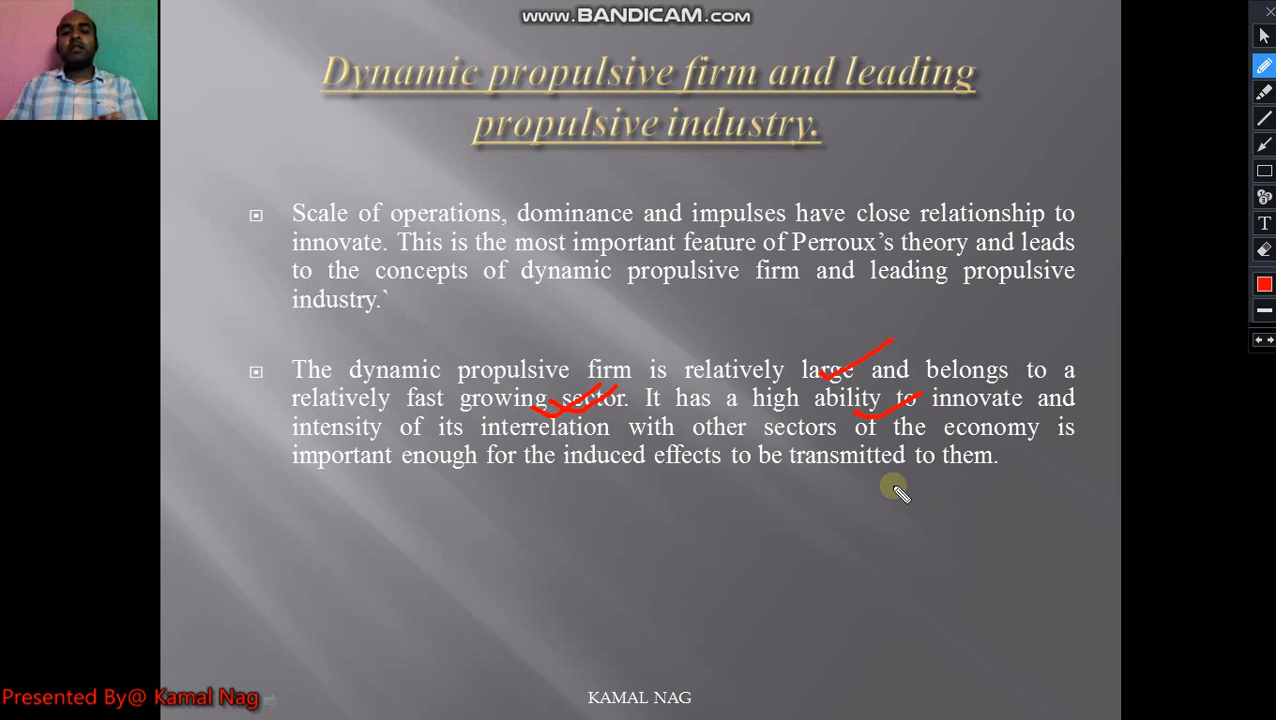 www.BANDICAM.com
Dynamic propulsive firm and leading
propulsive industry.
Scale of operations, dominance and impulses have close relationship to
innovate. This is the most important feature of Perroux’s theory and leads
to the concepts of dynamic propulsive firm and leading propulsive
industry.`
The dynamic propulsive firm is relatively large and belongs to a
relatively fast growing sector. It has a high ability to innovate and
intensity of its interrelation with other sectors of the economy is
important enough for the induced effects to be transmitted to them.
Presented By@ Kamal Nag
KAMAL NAG